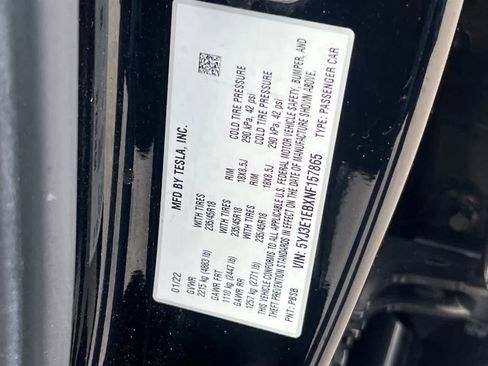 MFD BY TESLA, INC.
01/22
GVWR
2215 kg (4883 lb)
GAWR FRT WITH TIRES RIM COLD TIRE PRESSURE
1110 kg (2447 lb) 235/45R18 18X8.5J 290 kPa, 42 psi
GAWR RR WITH TIRES RIM COLD TIRE PRESSURE
1257 kg (2771 lb) 235/45R18 18X8.5J 290 kPa, 42 psi
THIS VEHICLE CONFORMS TO ALL APPLICABLE U.S. FEDERAL MOTOR VEHICLE SAFETY, BUMPER, AND
THEFT PREVENTION STANDARDS IN EFFECT ON THE DATE OF MANUFACTURE SHOWN ABOVE.
PNT: PBSB VIN: 5YJ3E1EBXNF157865 TYPE: PASSENGER CAR